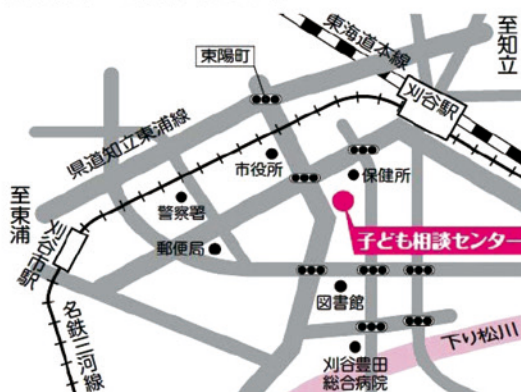 東海道本線
至知立
東陽町
刈谷駅
県道知立東浦線
市役所
保健所
至東浦
警察署
子ども相談センター
刈谷市駅
郵便局
図書館
名鉄三河線
下り松川
刈谷豊田
総合病院